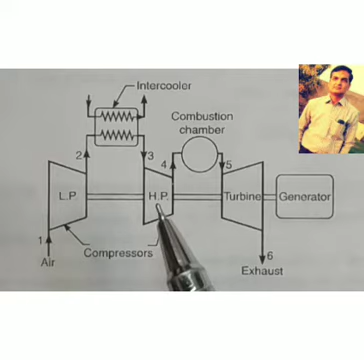 Intercooler
Combustion
chamber
2
3
4
5
L.P.
H.P.
Turbine
Generator
1
Air
Compressors
6
Exhaust